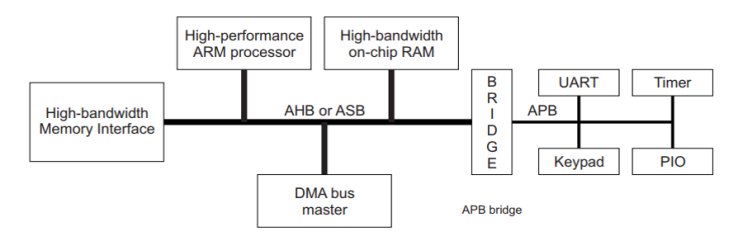 High-performance
ARM processor
High-bandwidth
on-chip RAM
High-bandwidth
Memory Interface
AHB or ASB
B
R
I
D
G
E
APB
UART
Timer
Keypad
PIO
DMA bus
master
APB bridge